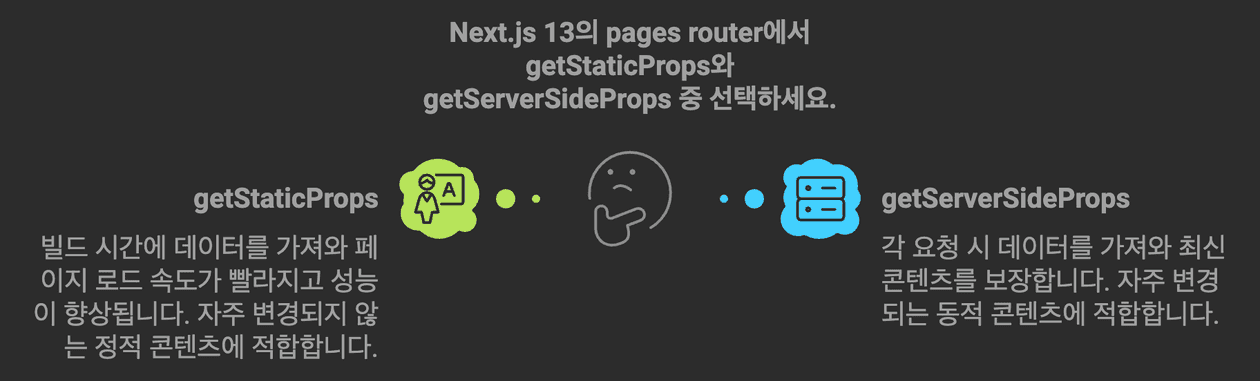 Next.js 13의 pages router에서
getStaticProps와
getServerSideProps 중 선택하세요.
getStaticProps
빌드 시간에 데이터를 가져와 페
이지 로드 속도가 빨라지고 성능
이 향상됩니다. 자주 변경되지 않
는 정적 콘텐츠에 적합합니다.
A
getServerSideProps
각 요청 시 데이터를 가져와 최신
콘텐츠를 보장합니다. 자주 변경
되는 동적 콘텐츠에 적합합니다.